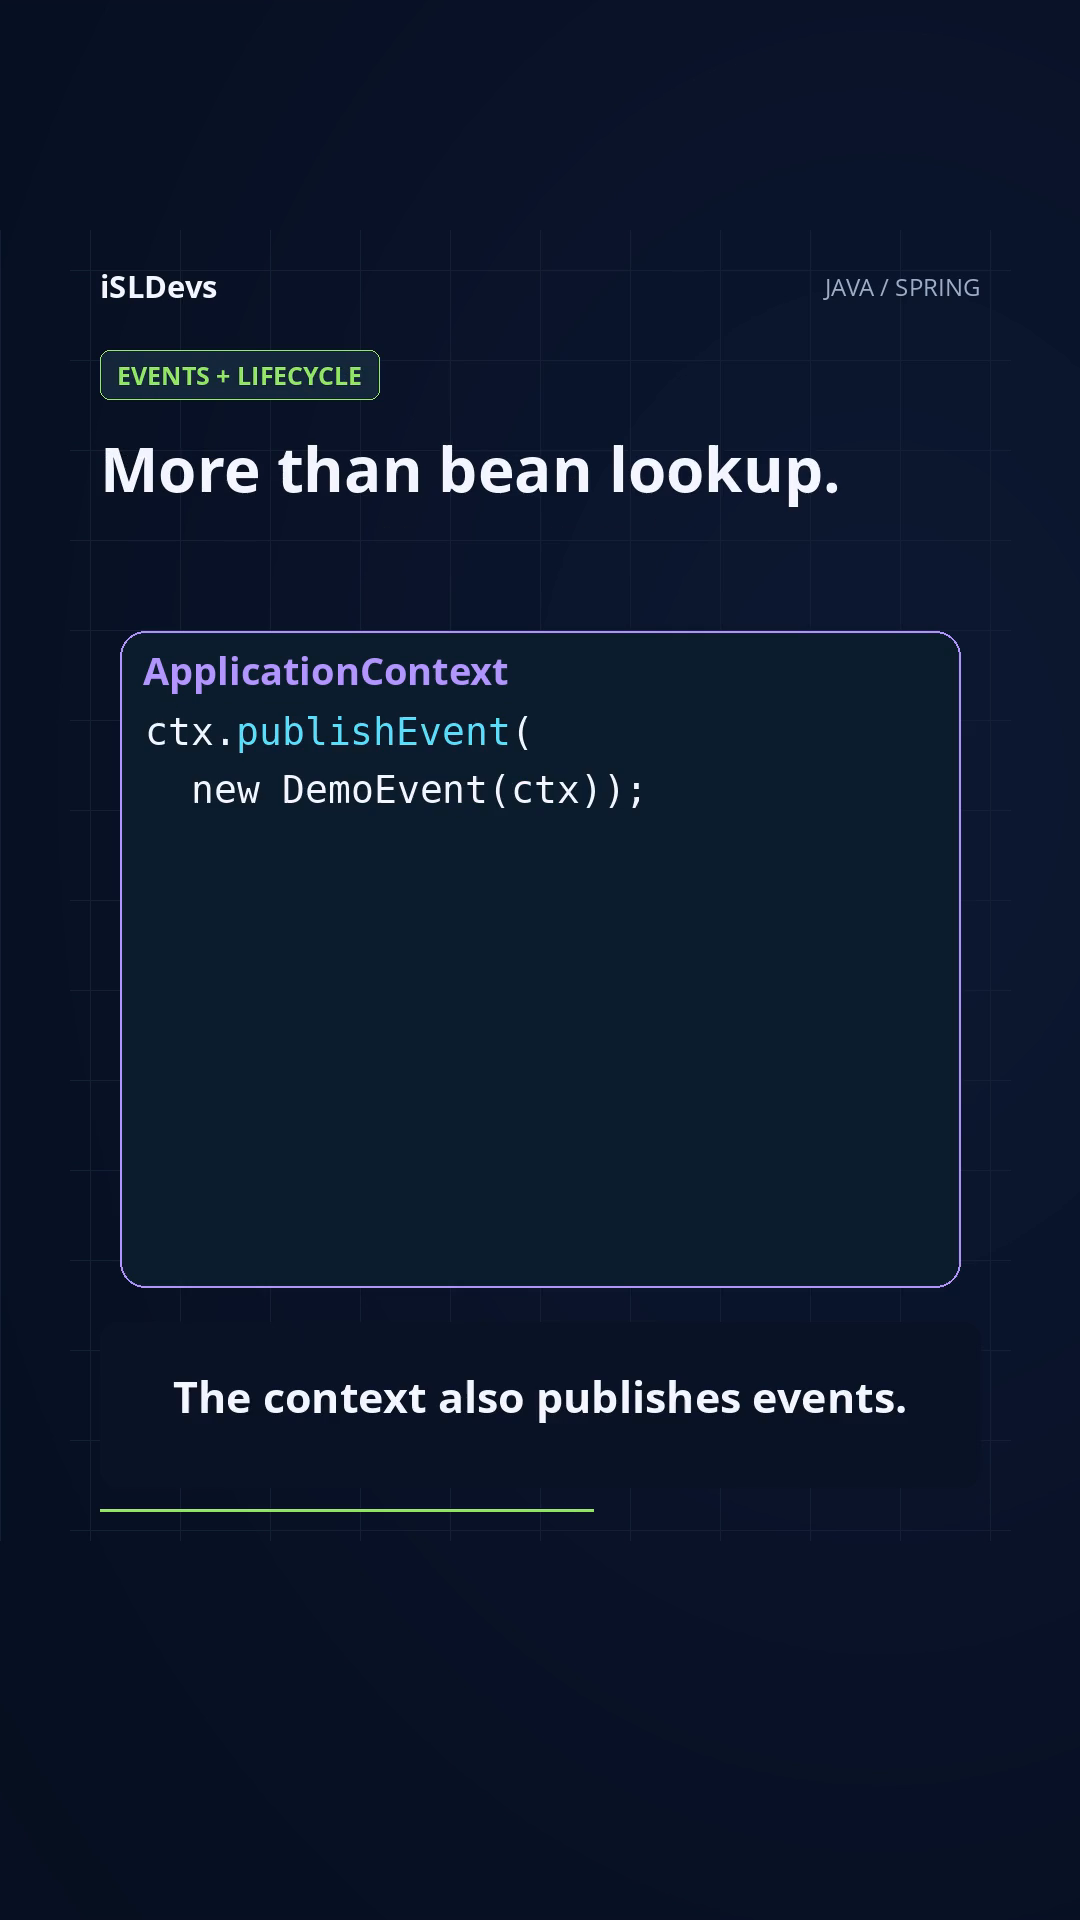 iSLDevs
JAVA / SPRING
EVENTS + LIFECYCLE
More than bean lookup.
ApplicationContext
ctx.publishEvent(
  new DemoEvent(ctx));
The context also publishes events.